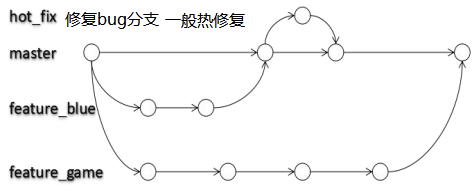 hot_fix 修复bug分支 一般热修复
master
feature_blue
feature_game